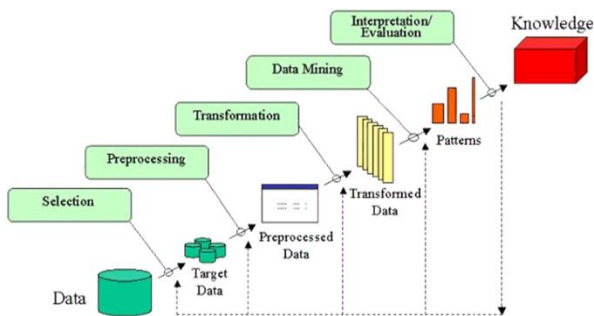 Interpretation/
Evaluation
Knowledge
Data Mining
Transformation
Patterns
Preprocessing
Transformed
Data
Selection
Preprocessed
Data
Target
Data
Data